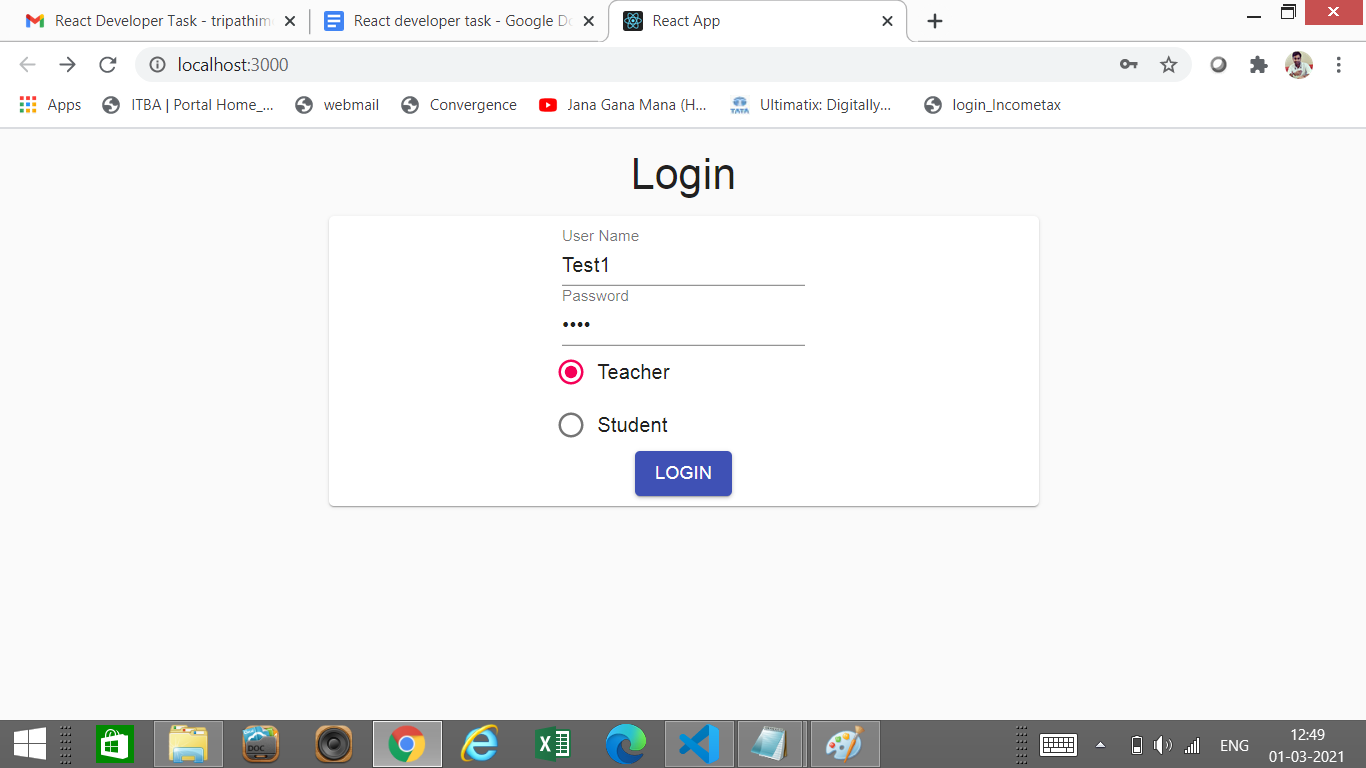 React Developer Task - tripathim
React developer task - Google Do
React App
localhost:3000
Apps
ITBA | Portal Home_...
webmail
Convergence
Jana Gana Mana (H...
TATA
Ultimatix: Digitally...
login_Incometax
Login
User Name
Test1
Password
••••
Teacher
Student
LOGIN
DOC
ENG
12:49
01-03-2021